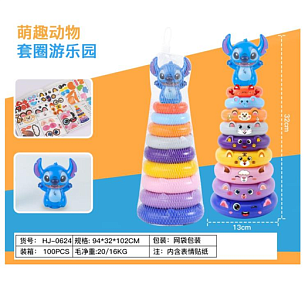 萌趣动物
套圈游乐园
32cm
13cm
货号：HJ-0624 规格：94*32*102CM 包装：网袋包装
装箱：100PCS 毛净重：20/16KG 注：内含表情贴纸